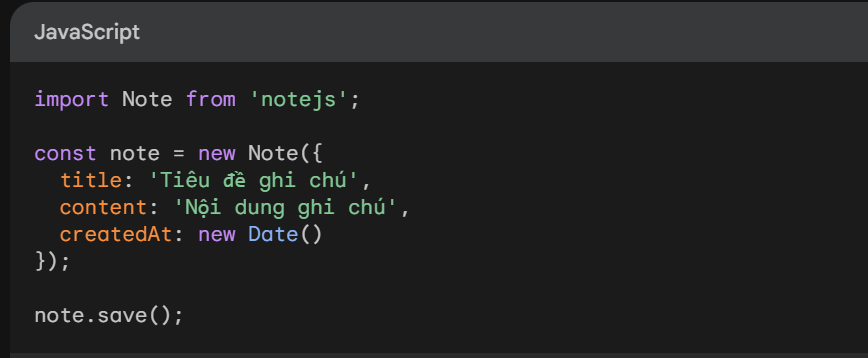 JavaScript
import Note from 'notejs';
const note = new Note({
title: 'Tiêu đề ghi chú',
content: 'Nội dung ghi chú',
createdAt: new Date()
});
note.save();